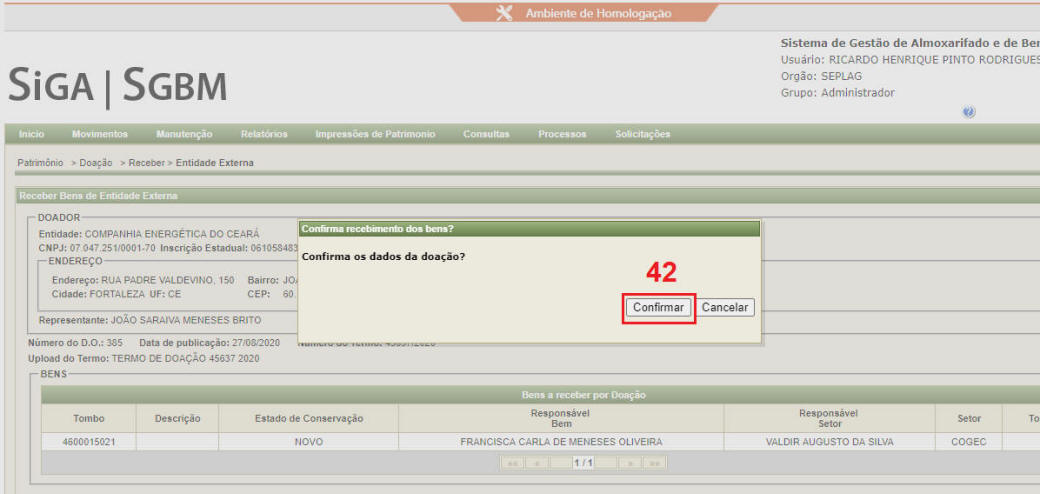 Ambiente de Homologação
Sistema de Gestão de Almoxarifado e de Ber
Usuário: RICARDO HENRIQUE PINTO RODRIGUES
Orgão: SEPLAG
Grupo: Administrador
SIGA | SGBM
Início Movimentos Manutenção Relatórios Impressões de Patrimonio Consultas Processos Solicitações
Patrimônio > Doação > Receber > Entidade Externa
Receber Bens de Entidade Externa
DOADOR
Entidade: COMPANHIA ENERGÉTICA DO CEARÁ
CNPJ: 07.047.251/0001-70 Inscrição Estadual: 061058483
ENDEREÇO
Endereço: RUA PADRE VALDEVINO, 150 Bairro: JOA
Cidade: FORTALEZA UF: CE CEP: 60.
Representante: JOÃO SARAIVA MENESES BRITO
Confirma recebimento dos bens?
Confirma os dados da doação?
42
Confirmar Cancelar
Número do D.O.: 385 Data de publicação: 27/08/2020 Número do Termo: 45637/2020
Upload do Termo: TERMO DE DOAÇÃO 45637 2020
BENS
Bens a receber por Doação
Tombo Descrição Estado de Conservação Responsável Bem Responsável Setor Setor To
4600015021 NOVO FRANCISCA CARLA DE MENESES OLIVEIRA VALDIR AUGUSTO DA SILVA COGEC
1 / 1